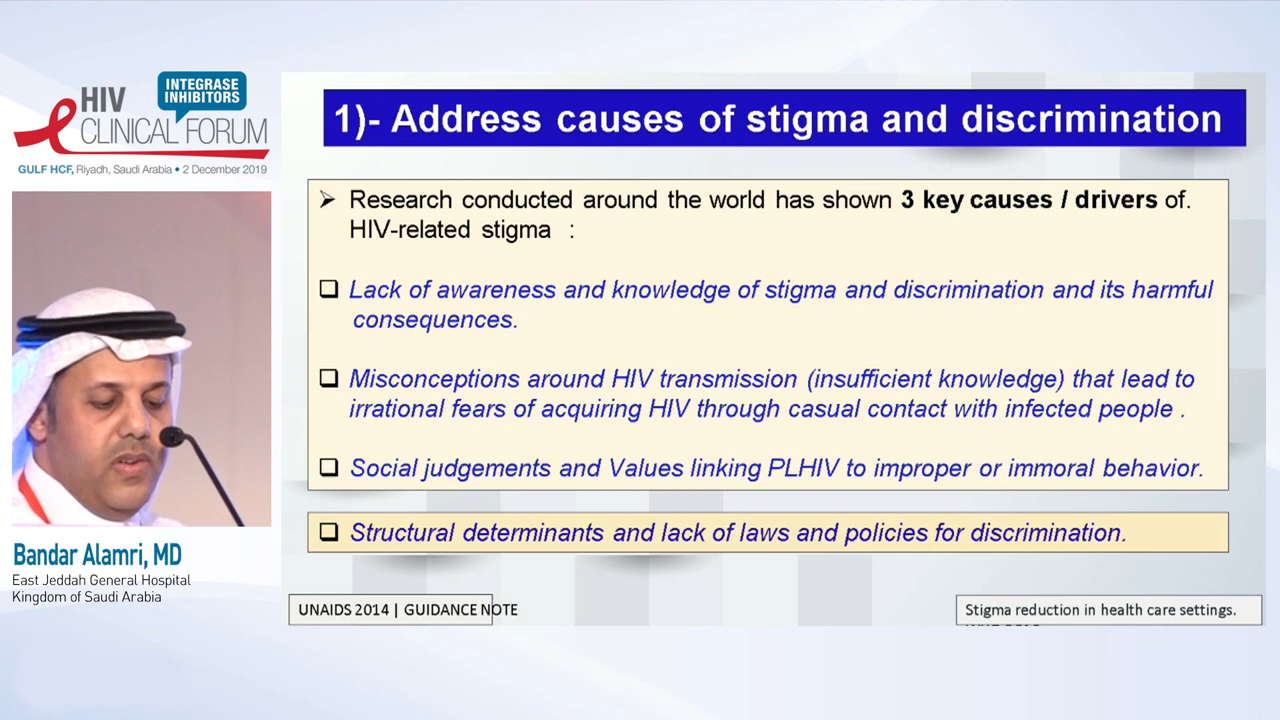 HIV
INTEGRASE
INHIBITORS
CLINICAL FORUM
GULF HCF, Riyadh, Saudi Arabia • 2 December 2019
1)- Address causes of stigma and discrimination
➢ Research conducted around the world has shown 3 key causes / drivers of.
HIV-related stigma :
❑ Lack of awareness and knowledge of stigma and discrimination and its harmful
consequences.
❑ Misconceptions around HIV transmission (insufficient knowledge) that lead to
irrational fears of acquiring HIV through casual contact with infected people .
❑ Social judgements and Values linking PLHIV to improper or immoral behavior.
❑ Structural determinants and lack of laws and policies for discrimination.
Bandar Alamri, MD
East Jeddah General Hospital
Kingdom of Saudi Arabia
UNAIDS 2014 | GUIDANCE NOTE
Stigma reduction in health care settings.